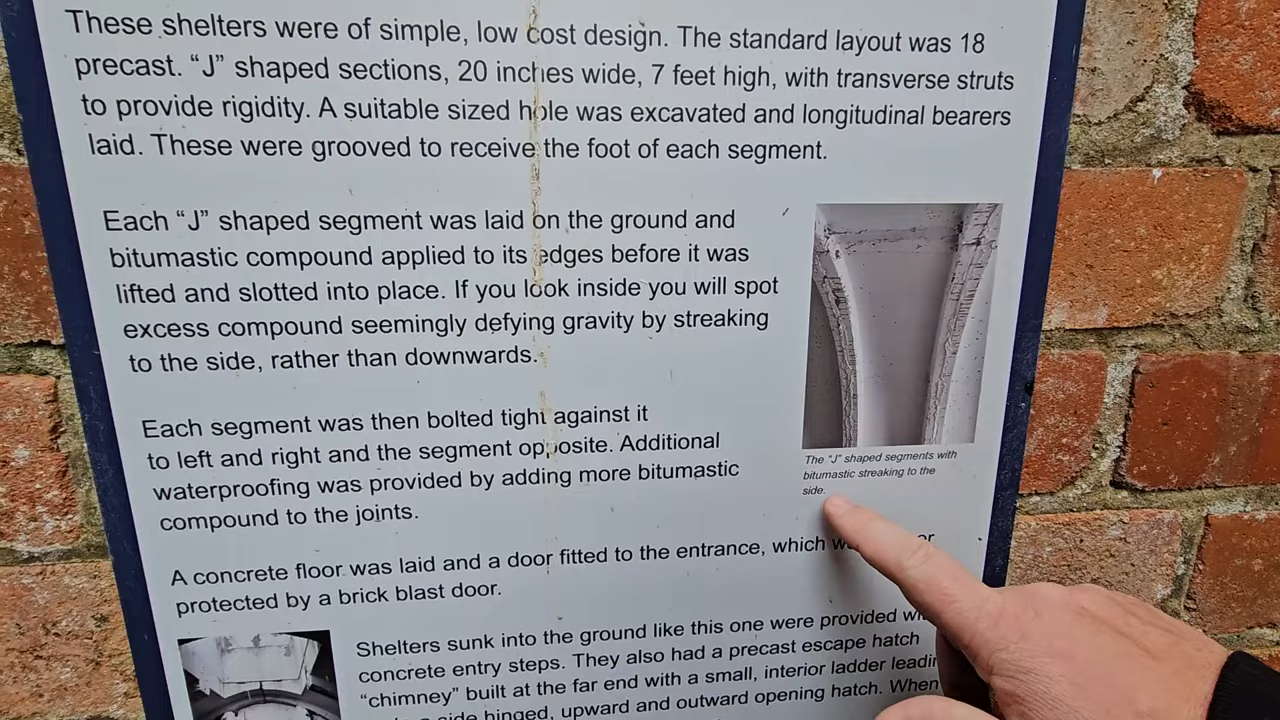 These shelters were of simple, low cost design. The standard layout was 18
precast. “J” shaped sections, 20 inches wide, 7 feet high, with transverse struts
to provide rigidity. A suitable sized hole was excavated and longitudinal bearers
laid. These were grooved to receive the foot of each segment.
Each “J” shaped segment was laid on the ground and
bitumastic compound applied to its edges before it was
lifted and slotted into place. If you look inside you will spot
excess compound seemingly defying gravity by streaking
to the side, rather than downwards.
The “J” shaped segments with
bitumastic streaking to the
side.
Each segment was then bolted tight against it
to left and right and the segment opposite. Additional
waterproofing was provided by adding more bitumastic
compound to the joints.
A concrete floor was laid and a door fitted to the entrance, which
protected by a brick blast door.
Shelters sunk into the ground like this one were provided
concrete entry steps. They also had a precast escape hatch
“chimney” built at the far end with a small, interior ladder
side hinged, upward and outward opening hatch. When